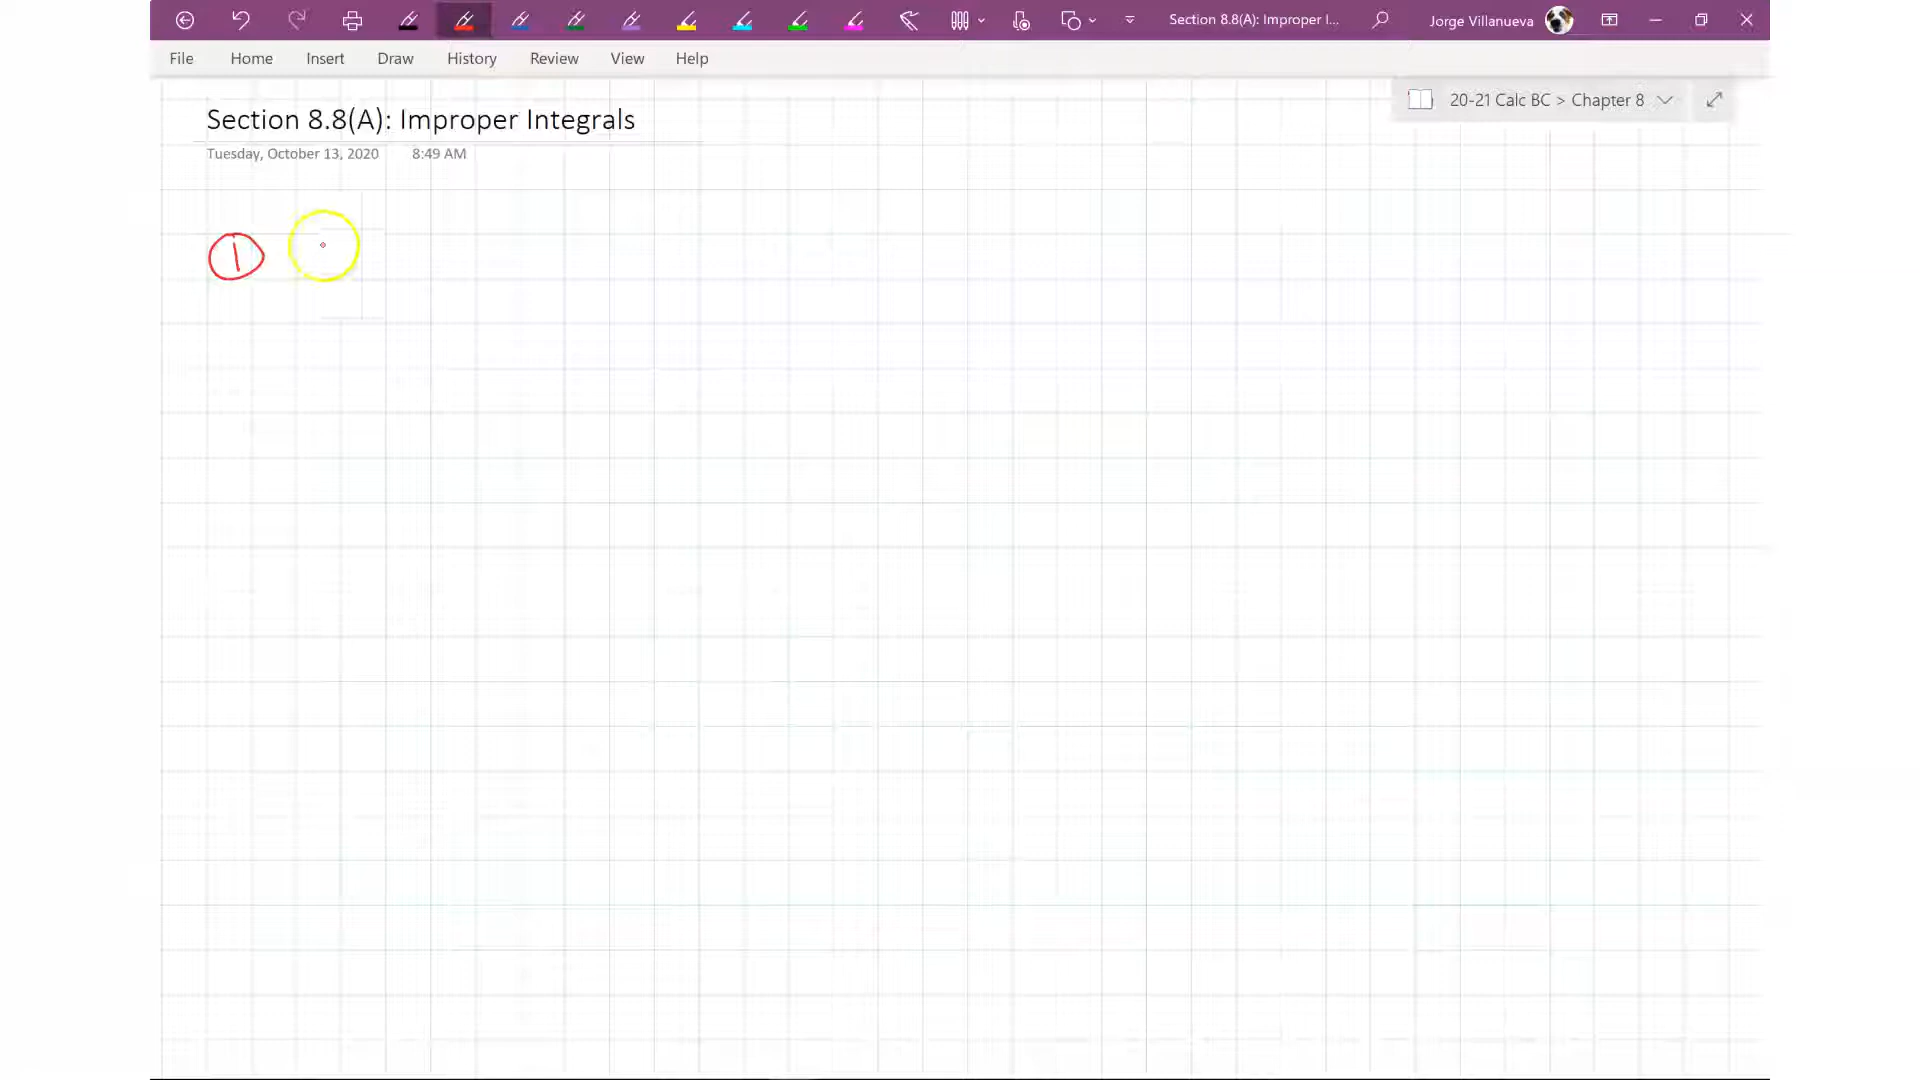 Section 8.8(A): Improper I...
Jorge Villanueva
File Home Insert Draw History Review View Help
20-21 Calc BC > Chapter 8
Section 8.8(A): Improper Integrals
Tuesday, October 13, 2020 8:49 AM
1